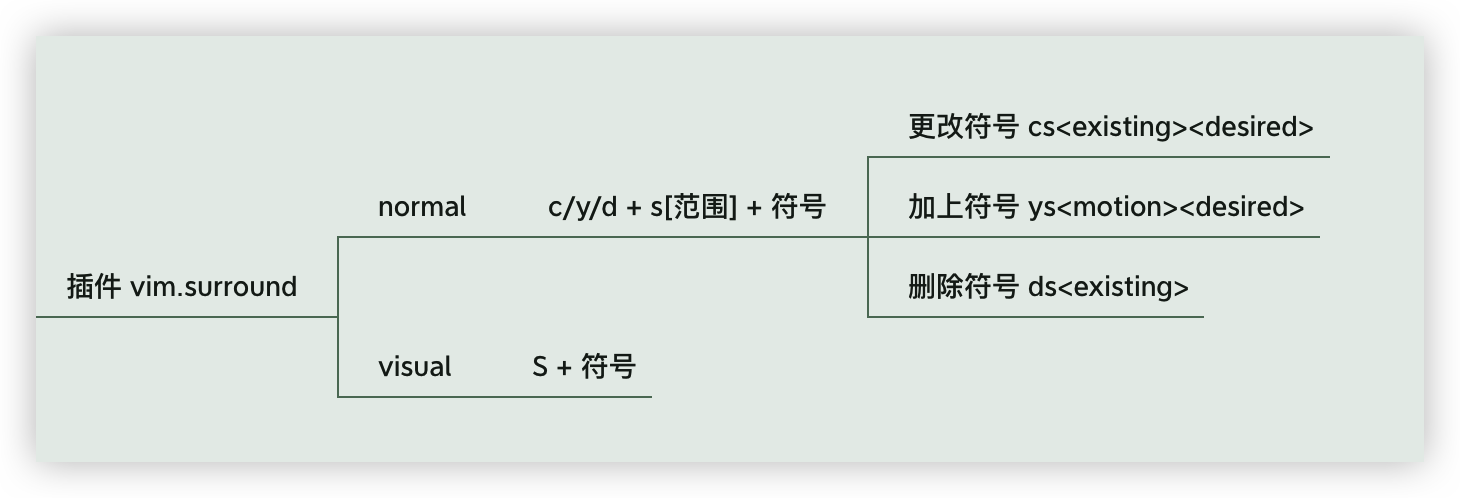 插件 vim.surround
normal
c/y/d + s[范围] + 符号
更改符号 cs<existing><desired>
加上符号 ys<motion><desired>
删除符号 ds<existing>
visual
S + 符号